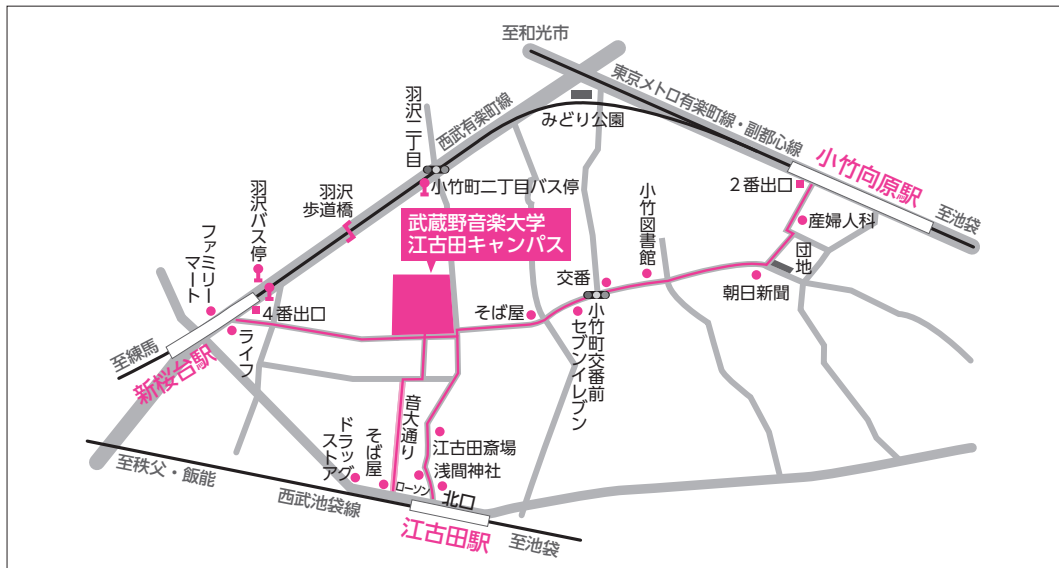 至和光市
東京メトロ有楽町線・副都心線
西武有楽町線
みどり公園
羽沢二丁目
小竹町二丁目バス停
小竹向原駅
2番出口
至池袋
産婦人科
団地
朝日新聞
小竹図書館
交番
小竹町交番前
セブンイレブン
そば屋
武蔵野音楽大学
江古田キャンパス
羽沢
歩道橋
羽沢バス停
ファミリー
マート
4番出口
ライフ
至練馬
新桜台駅
音大通り
そば屋
ドラッグ
ストア
江古田斎場
浅間神社
ローソン
北口
至秩父・飯能
西武池袋線
江古田駅
至池袋